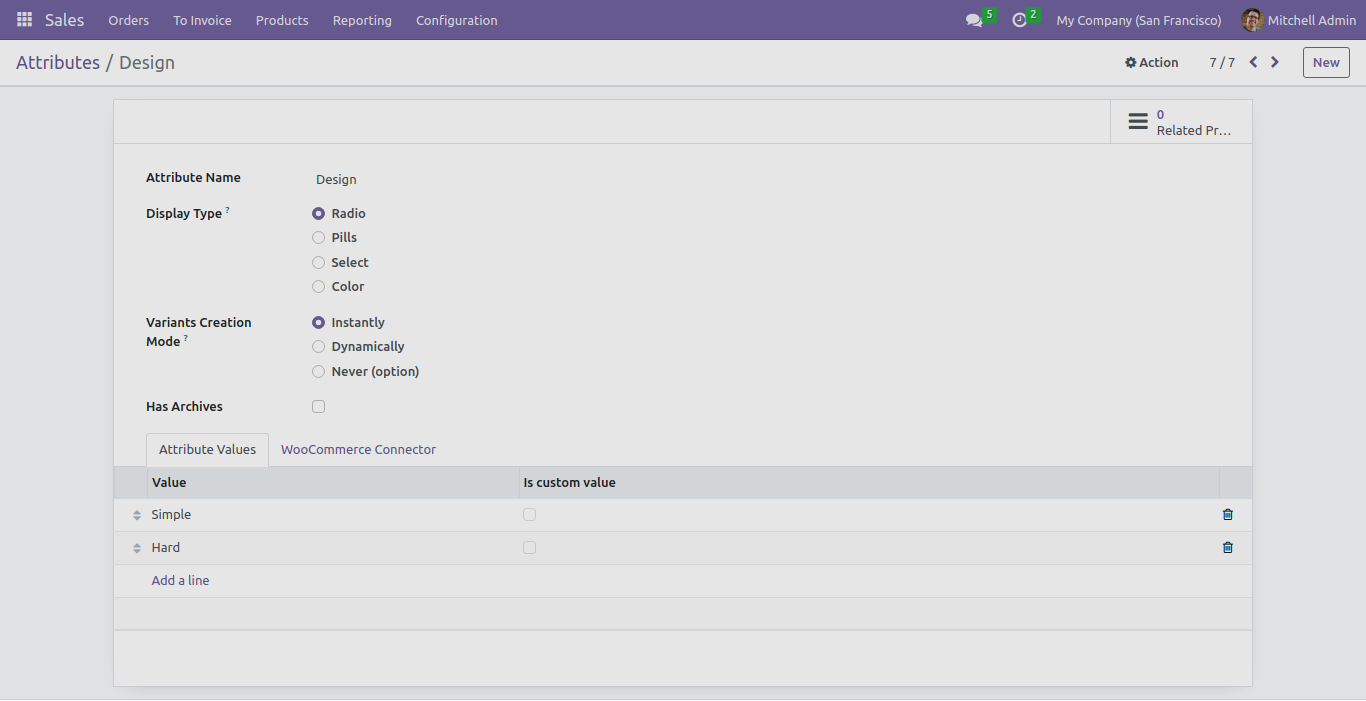 Sales Orders To Invoice Products Reporting Configuration 5 2 My Company (San Francisco) Mitchell Admin
Attributes / Design Action 7 / 7 New
0
Related Pr...
Attribute Name Design
Display Type ? Radio
Pills
Select
Color
Variants Creation Instantly
Mode ? Dynamically
Never (option)
Has Archives
Attribute Values WooCommerce Connector
Value Is custom value
Simple
Hard
Add a line